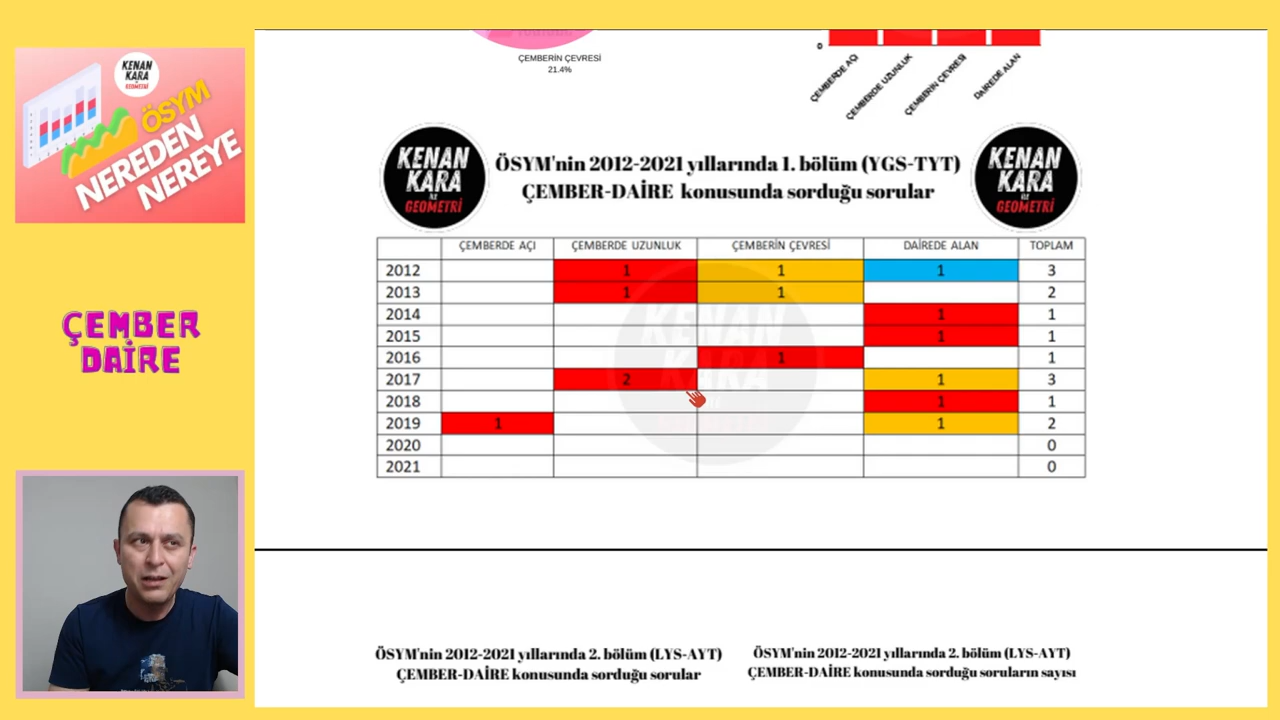 KENAN
KARA
ile
GEOMETRİ
ÖSYM
NEREDEN
NEREYE
ÇEMBER
DAİRE
ÇEMBERİN ÇEVRESİ
21.4%
0
ÇEMBERDE AÇI
ÇEMBERDE UZUNLUK
ÇEMBERİN ÇEVRESİ
DAİREDE ALAN
KENAN
KARA
ile
GEOMETRİ
ÖSYM'nin 2012-2021 yıllarında 1. bölüm (YGS-TYT)
ÇEMBER-DAİRE konusunda sorduğu sorular
KENAN
KARA
ile
GEOMETRİ
ÇEMBERDE AÇI ÇEMBERDE UZUNLUK ÇEMBERİN ÇEVRESİ DAİREDE ALAN TOPLAM
2012 1 1 1 3
2013 1 1 2
2014 1 1
2015 1 1
2016 1 1
2017 2 1 3
2018 1 1
2019 1 1 2
2020 0
2021 0
KENAN
KARA
ÖSYM'nin 2012-2021 yıllarında 2. bölüm (LYS-AYT)
ÇEMBER-DAİRE konusunda sorduğu sorular
ÖSYM'nin 2012-2021 yıllarında 2. bölüm (LYS-AYT)
ÇEMBER-DAİRE konusunda sorduğu soruların sayısı